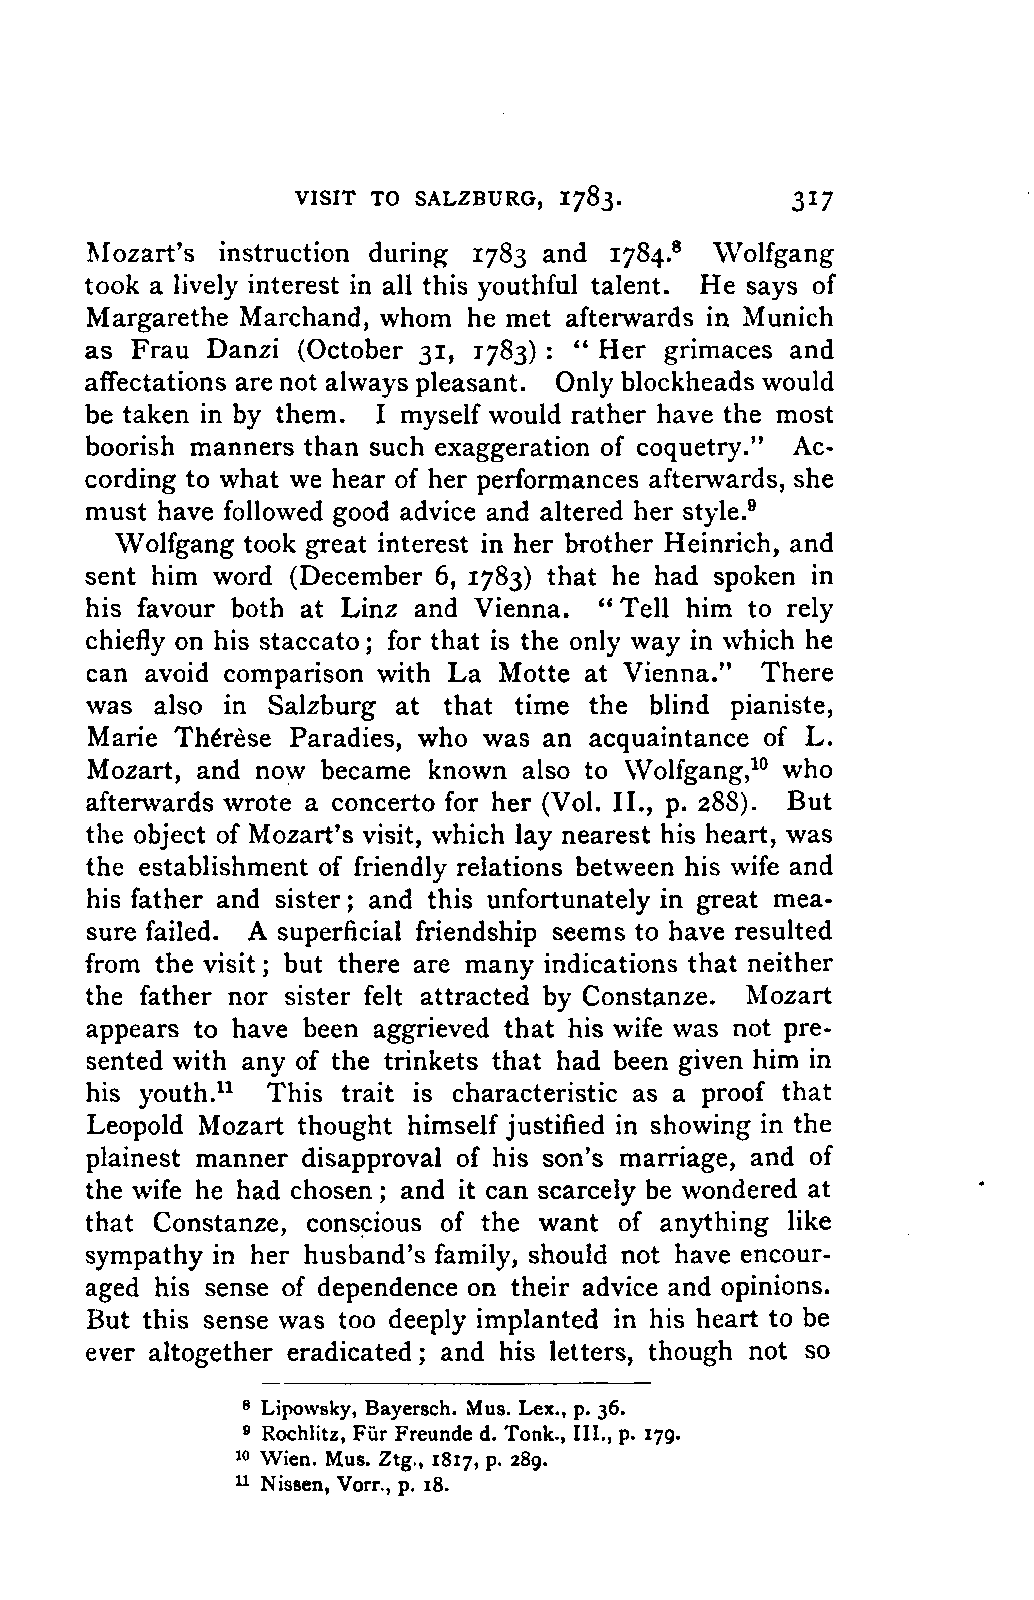 VISIT TO SALZBURG, 1783. 317
Mozart's instruction during 1783 and 1784.⁸ Wolfgang
took a lively interest in all this youthful talent. He says of
Margarethe Marchand, whom he met afterwards in Munich
as Frau Danzi (October 31, 1783) : “ Her grimaces and
affectations are not always pleasant. Only blockheads would
be taken in by them. I myself would rather have the most
boorish manners than such exaggeration of coquetry.” Ac-
cording to what we hear of her performances afterwards, she
must have followed good advice and altered her style.⁹
Wolfgang took great interest in her brother Heinrich, and
sent him word (December 6, 1783) that he had spoken in
his favour both at Linz and Vienna. “ Tell him to rely
chiefly on his staccato ; for that is the only way in which he
can avoid comparison with La Motte at Vienna.” There
was also in Salzburg at that time the blind pianiste,
Marie Thérèse Paradies, who was an acquaintance of L.
Mozart, and now became known also to Wolfgang,¹⁰ who
afterwards wrote a concerto for her (Vol. II., p. 288). But
the object of Mozart's visit, which lay nearest his heart, was
the establishment of friendly relations between his wife and
his father and sister ; and this unfortunately in great mea-
sure failed. A superficial friendship seems to have resulted
from the visit ; but there are many indications that neither
the father nor sister felt attracted by Constanze. Mozart
appears to have been aggrieved that his wife was not pre-
sented with any of the trinkets that had been given him in
his youth.¹¹ This trait is characteristic as a proof that
Leopold Mozart thought himself justified in showing in the
plainest manner disapproval of his son's marriage, and of
the wife he had chosen ; and it can scarcely be wondered at
that Constanze, conscious of the want of anything like
sympathy in her husband's family, should not have encour-
aged his sense of dependence on their advice and opinions.
But this sense was too deeply implanted in his heart to be
ever altogether eradicated ; and his letters, though not so
⁸ Lipowsky, Bayersch. Mus. Lex., p. 36.
⁹ Rochlitz, Für Freunde d. Tonk., III., p. 179.
¹⁰ Wien. Mus. Ztg., 1817, p. 289.
¹¹ Nissen, Vorr., p. 18.